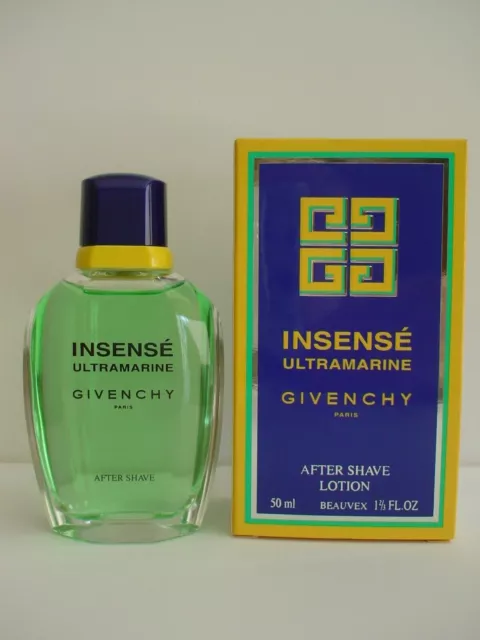 INSENSÉ
ULTRAMARINE
GIVENCHY
PARIS
AFTER SHAVE
INSENSÉ
ULTRAMARINE
GIVENCHY
PARIS
AFTER SHAVE
LOTION
50 ml BEAUVEX 1⅔ FL.OZ